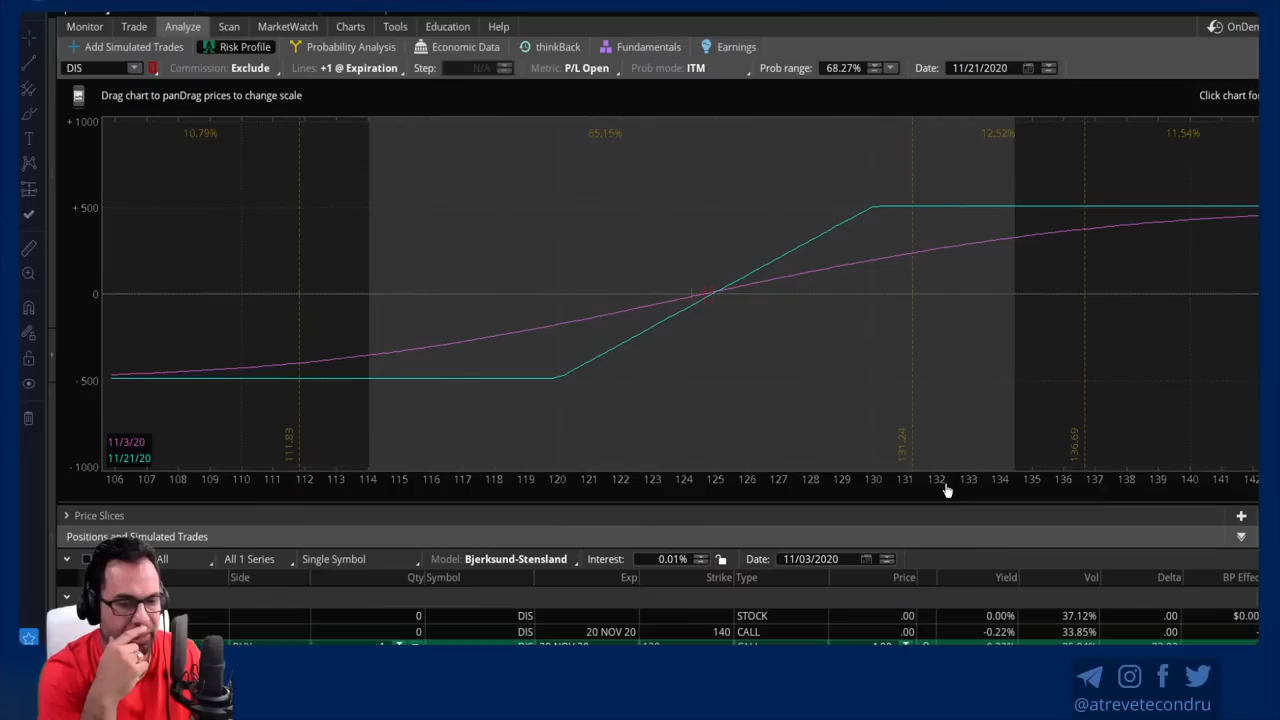 Monitor Trade Analyze Scan MarketWatch Charts Tools Education Help OnDem
Add Simulated Trades Risk Profile Probability Analysis Economic Data thinkBack Fundamentals Earnings
DIS Commission: Exclude Lines: +1 @ Expiration Step: N/A Metric: P/L Open Prob mode: ITM Prob range: 68.27% Date: 11/21/2020
Drag chart to panDrag prices to change scale Click chart for
+ 1000
10.79% 65.15% 12.52% 11.54%
+ 500
0
- 500
111.83 131.24 136.69
11/3/20
11/21/20
- 1000
106 107 108 109 110 111 112 113 114 115 116 117 118 119 120 121 122 123 124 125 126 127 128 129 130 131 132 133 134 135 136 137 138 139 140 141 142
Price Slices
Positions and Simulated Trades
All All 1 Series Single Symbol Model: Bjerksund-Stensland Interest: 0.01% Date: 11/03/2020
Side Qty Symbol Exp Strike Type Price Yield Vol Delta BP Effec
0 DIS STOCK .00 0.00% 37.12% .00 $0.00
0 DIS 20 NOV 20 140 CALL .00 -0.22% 33.85% .00
@atrevetecondru